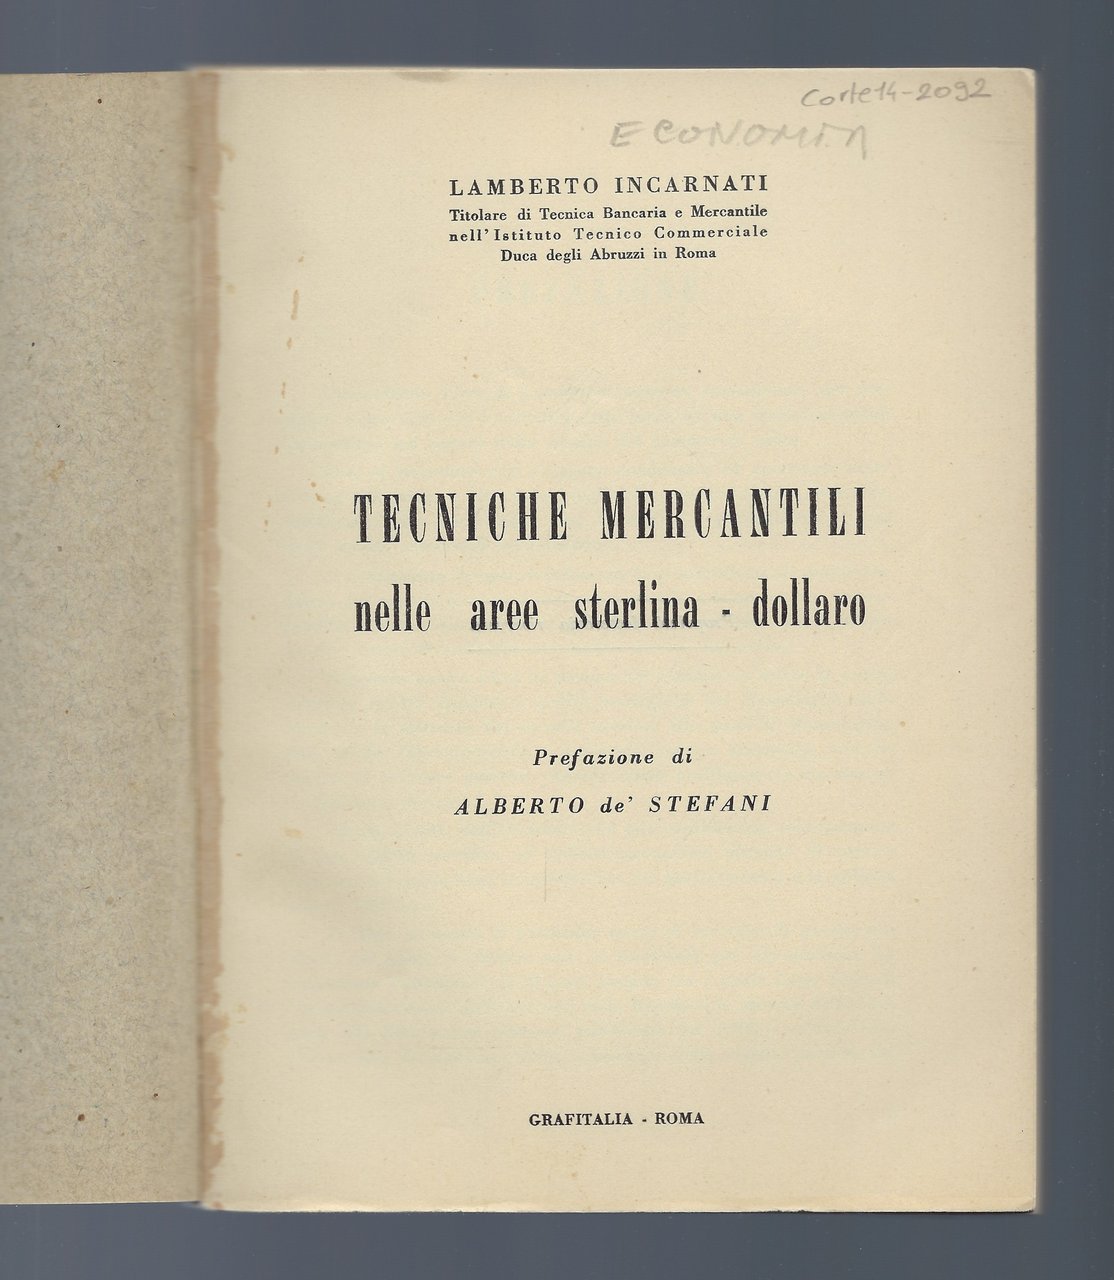 Corte14-2092
ECONOMIA
LAMBERTO INCARNATI
Titolare di Tecnica Bancaria e Mercantile
nell'Istituto Tecnico Commerciale
Duca degli Abruzzi in Roma
TECNICHE MERCANTILI
nelle aree sterlina - dollaro
Prefazione di
ALBERTO de' STEFANI
GRAFITALIA - ROMA